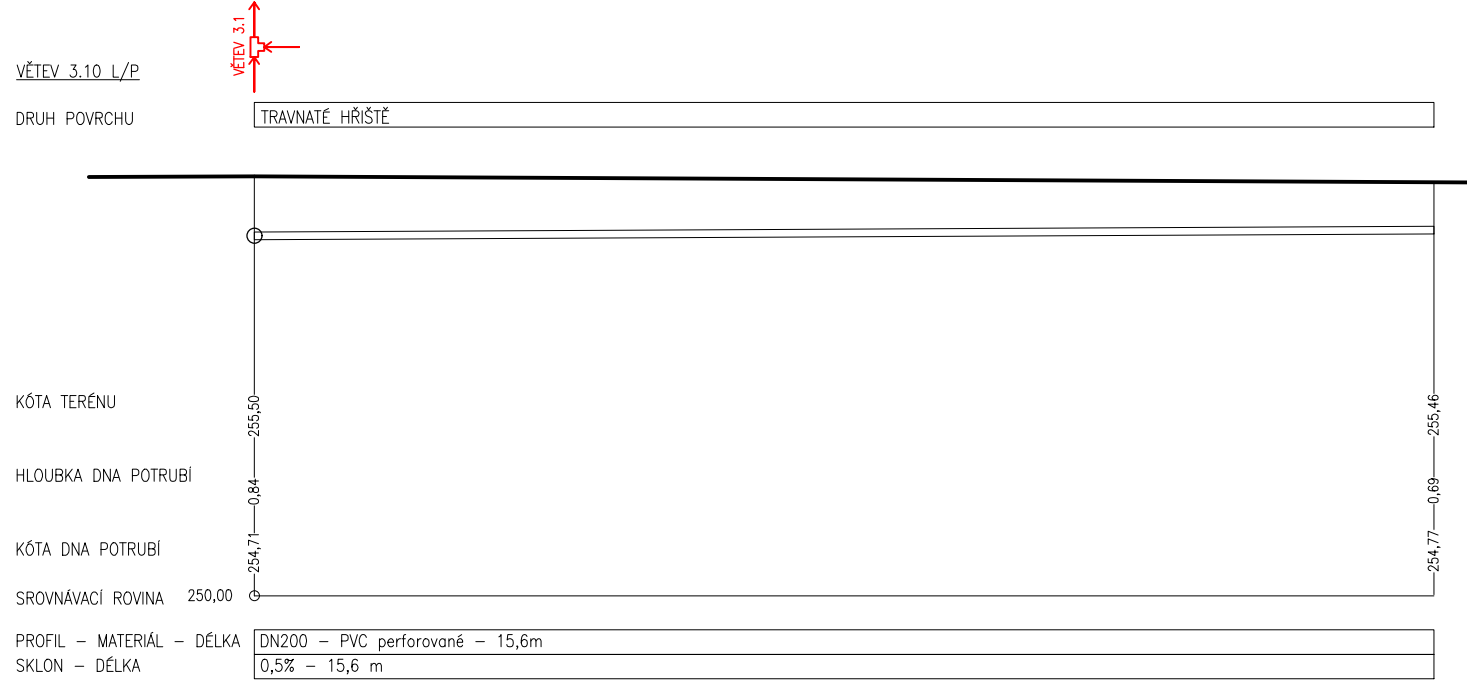 VĚTEV 3.1
VĚTEV 3.10 L/P
DRUH POVRCHU TRAVNATÉ HŘIŠTĚ
KÓTA TERÉNU 255,50 255,46
HLOUBKA DNA POTRUBÍ 0,84 0,69
KÓTA DNA POTRUBÍ 254,71 254,77
SROVNÁVACÍ ROVINA 250,00
PROFIL – MATERIÁL – DÉLKA DN200 – PVC perforované – 15,6m
SKLON – DÉLKA 0,5% – 15,6 m